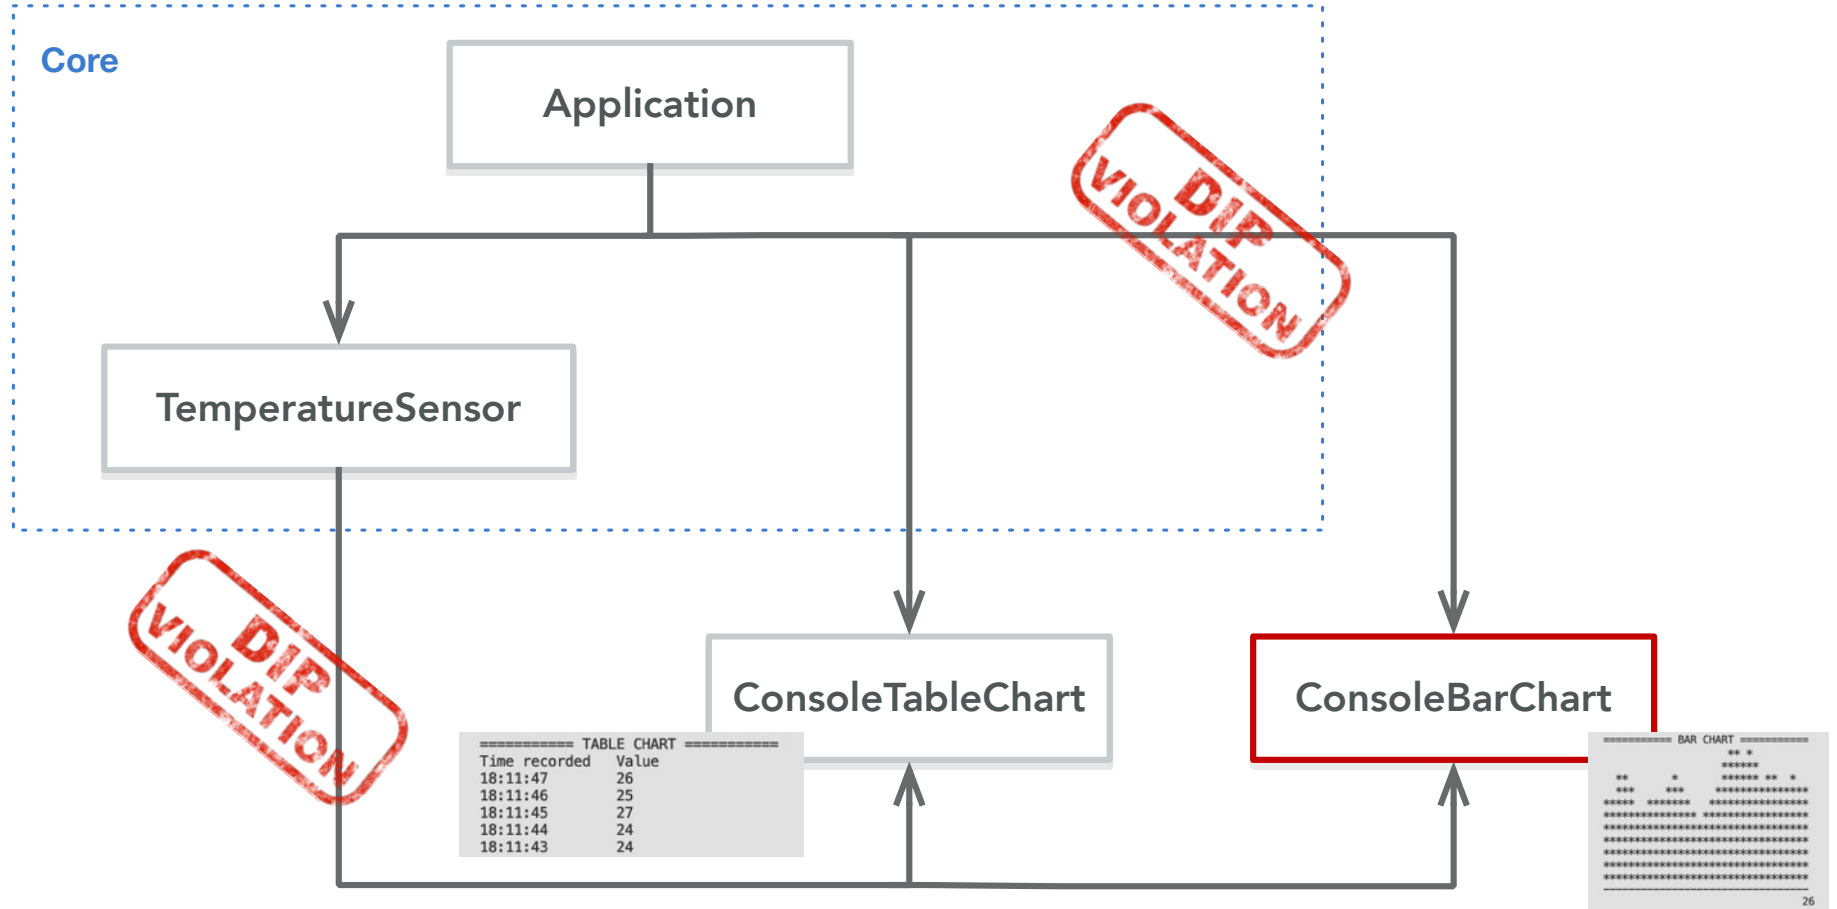 Core
Application
DIP
VIOLATION
TemperatureSensor
DIP
VIOLATION
ConsoleTableChart
ConsoleBarChart
=========== TABLE CHART ===========
Time recorded Value
18:11:47 26
18:11:46 25
18:11:45 27
18:11:44 24
18:11:43 24
=========== BAR CHART ===========
26